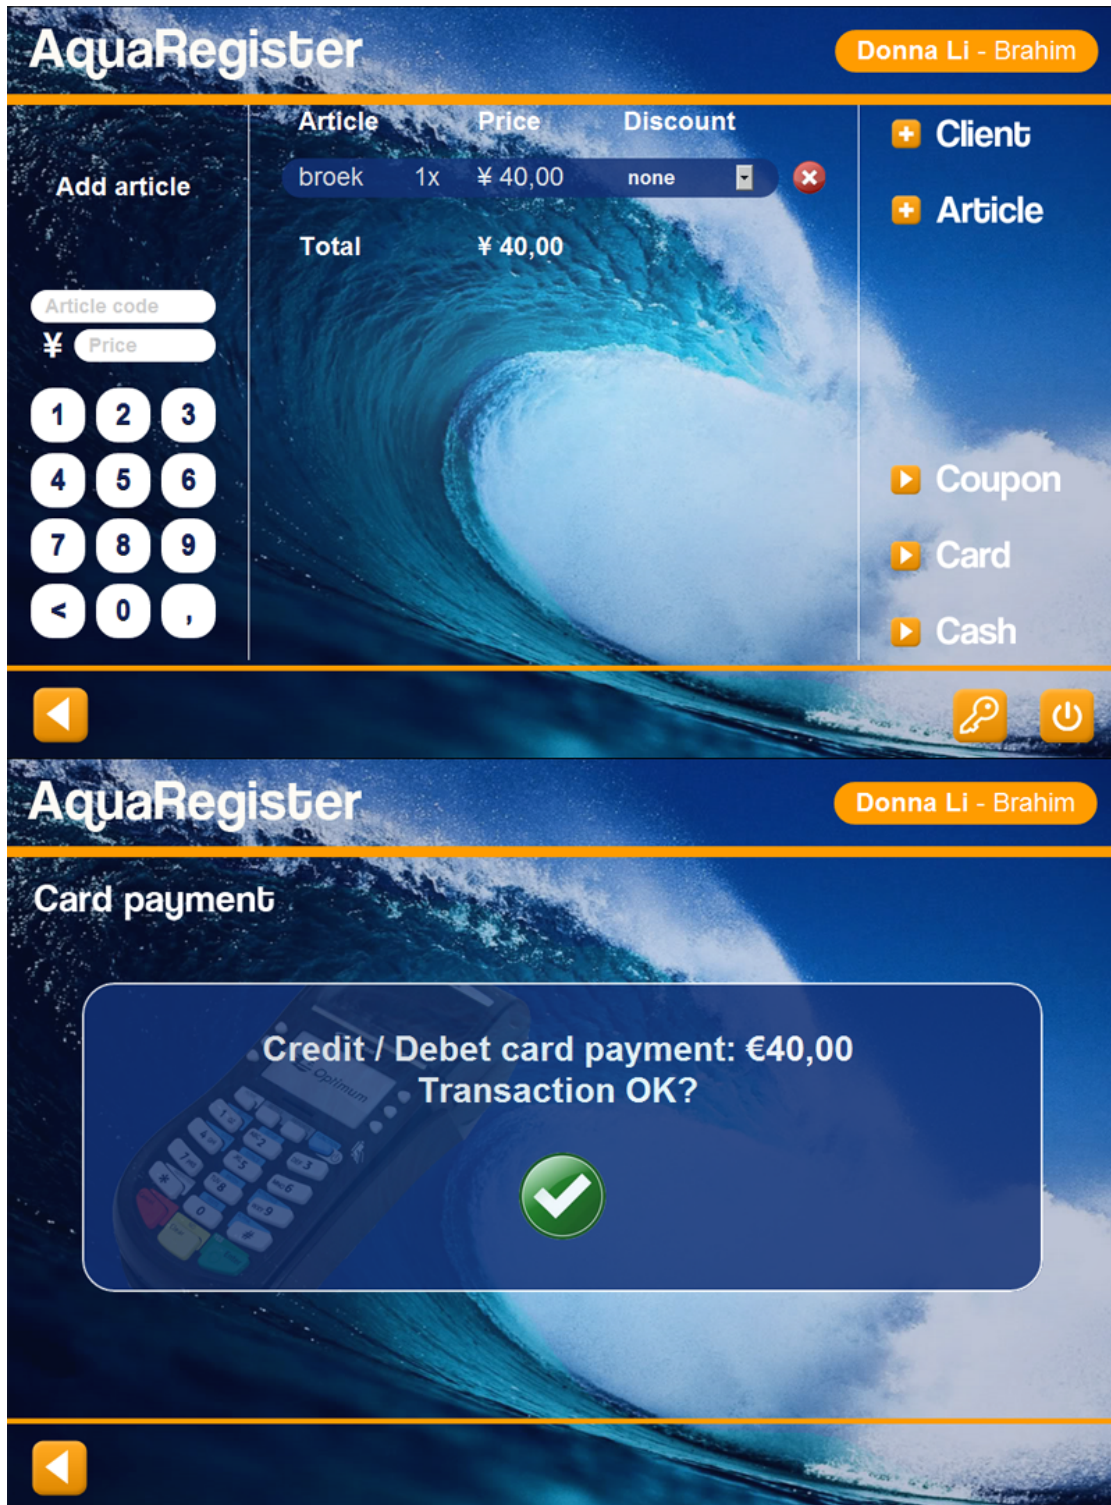 AquaRegister
Donna Li - Brahim
Article Price Discount
broek 1x ¥ 40,00 none
Total ¥ 40,00
Add article
Article code
¥ Price
1 2 3
4 5 6
7 8 9
< 0 ,
Client
Article
Coupon
Card
Cash
AquaRegister
Donna Li - Brahim
Card payment
Credit / Debet card payment: €40,00
Transaction OK?
Optimum